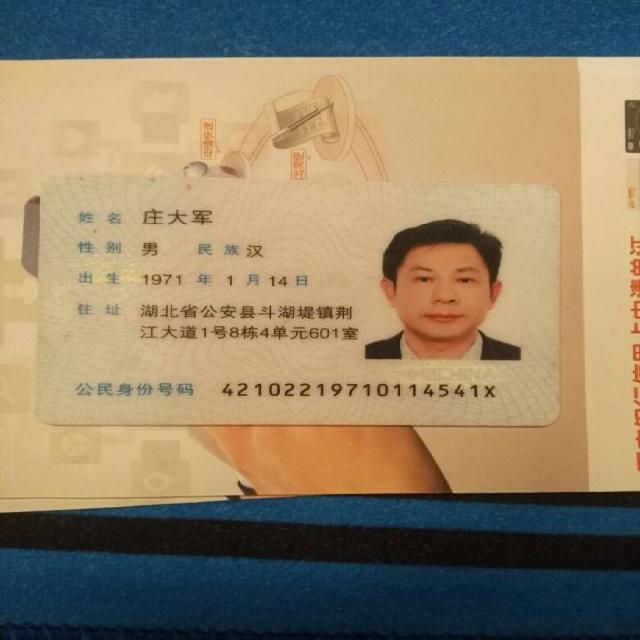 姓名 庄大军
性别 男 民族 汉
出生 1971 年 1 月 14 日
住址 湖北省公安县斗湖堤镇荆
江大道1号8栋4单元601室
公民身份号码 42102219710114541X